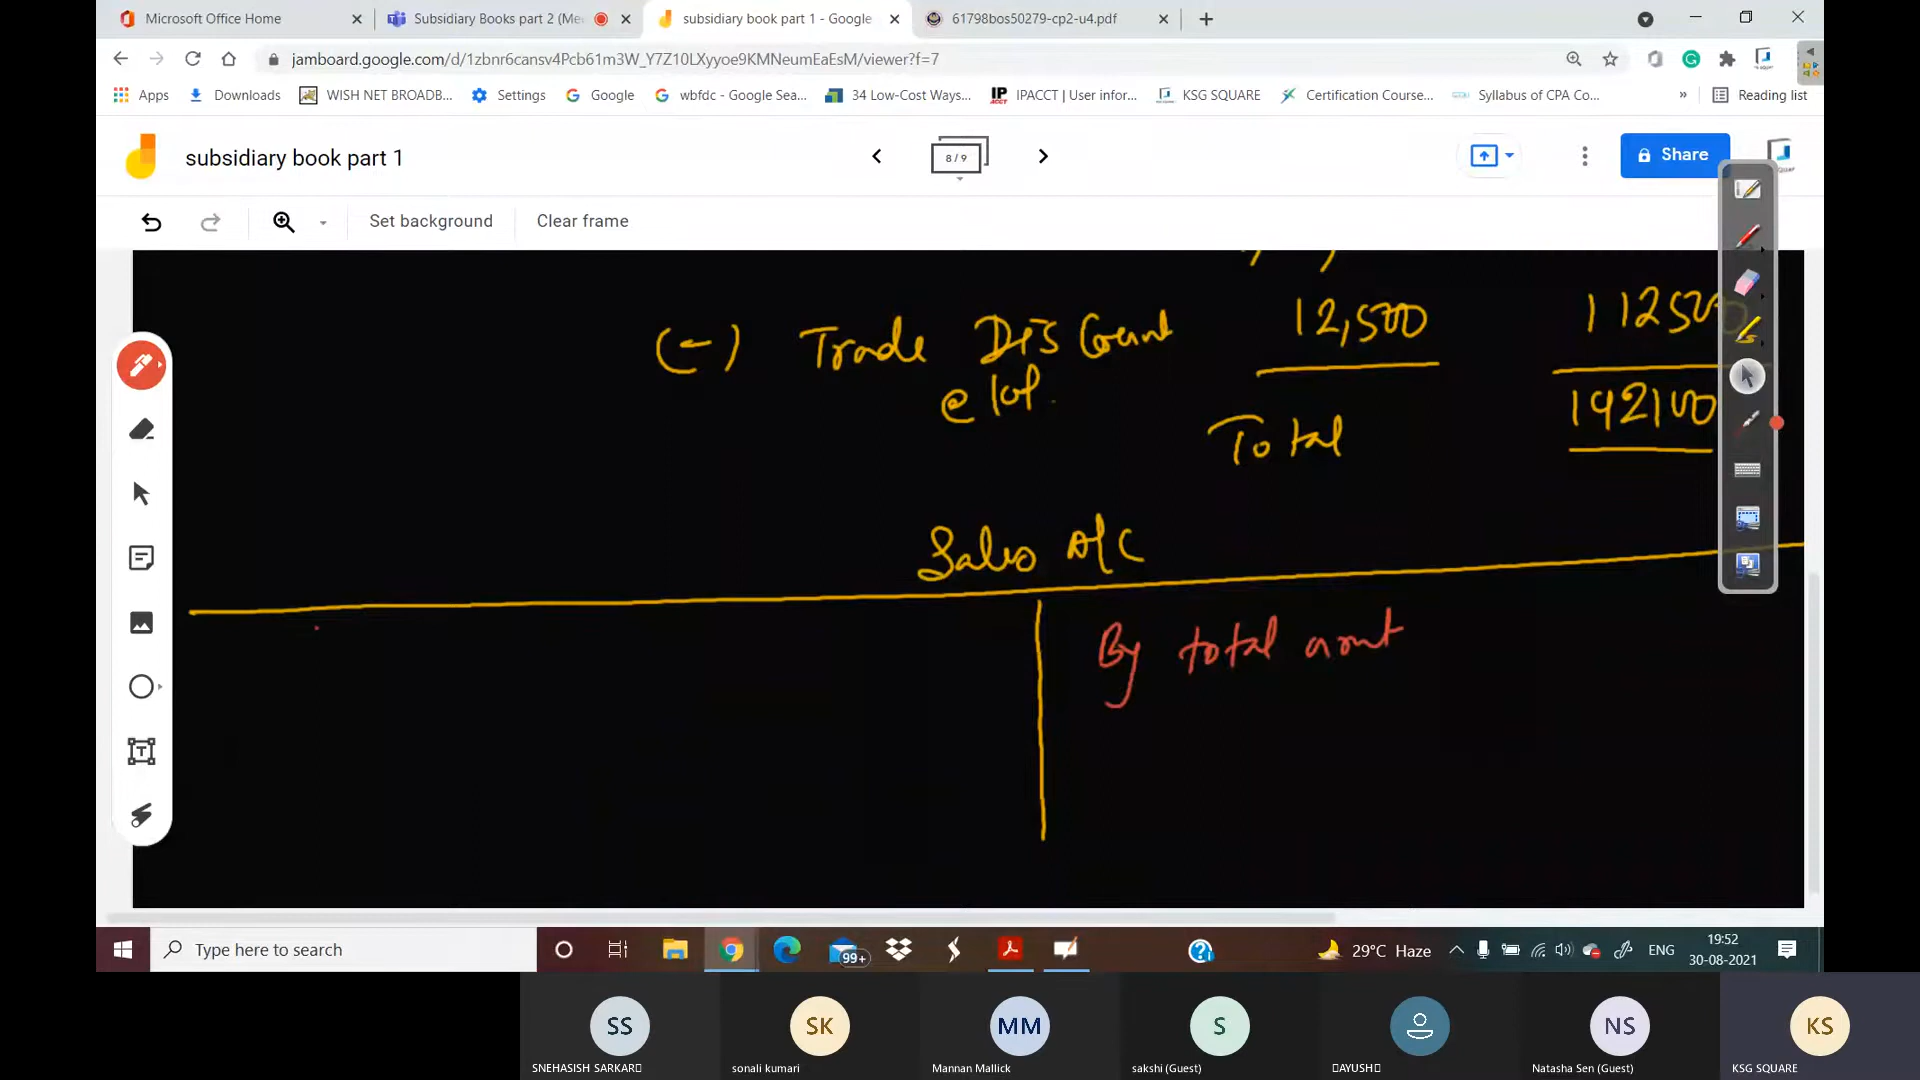 Microsoft Office Home
Subsidiary Books part 2 (Me
subsidiary book part 1 - Google
61798bos50279-cp2-u4.pdf
jamboard.google.com/d/1zbnr6cansv4Pcb61m3W_Y7Z10LXyyoe9KMNeumEaEsM/viewer?f=7
Apps
Downloads
WISH NET BROADB...
Settings
Google
wbfdc - Google Sea...
34 Low-Cost Ways...
IPACCT | User infor...
KSG SQUARE
Certification Course...
Syllabus of CPA Co...
»
Reading list
subsidiary book part 1
8 / 9
Share
Set background
Clear frame
(-) Trade Discount 12,500 112500
@ 10%
Total 192100
Sales A/C
By total amt
Type here to search
99+
29°C Haze
ENG
19:52
30-08-2021
SS
SK
MM
S
NS
KS
SNEHASISH SARKAR
sonali kumari
Mannan Mallick
sakshi (Guest)
AYUSH
Natasha Sen (Guest)
KSG SQUARE